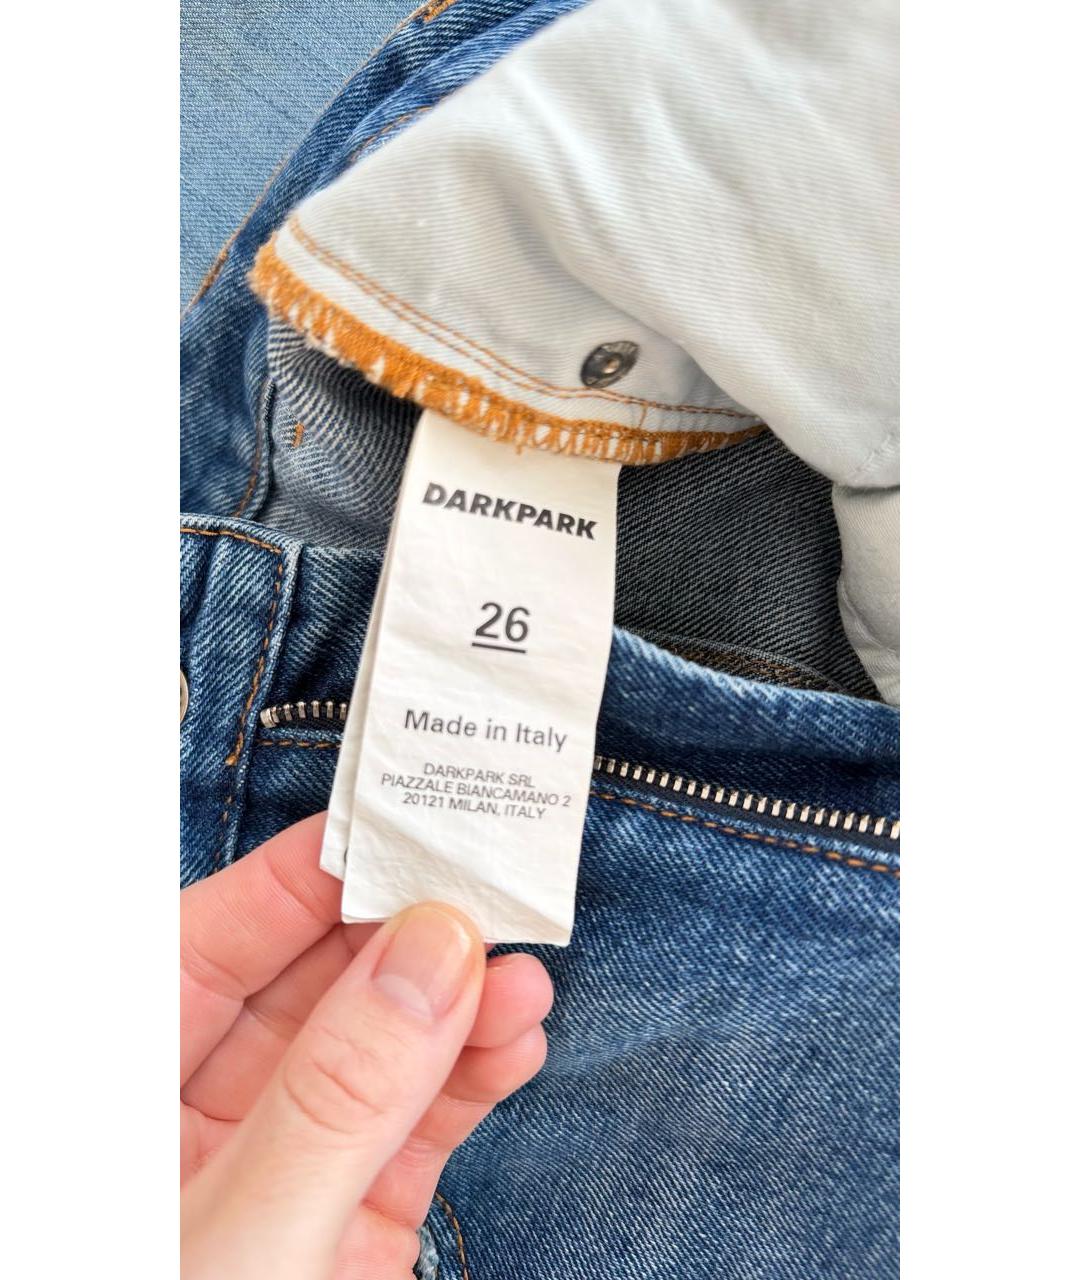 DARKPARK
26
Made in Italy
DARKPARK SRL
PIAZZALE BIANCAMANO 2
20121 MILAN, ITALY